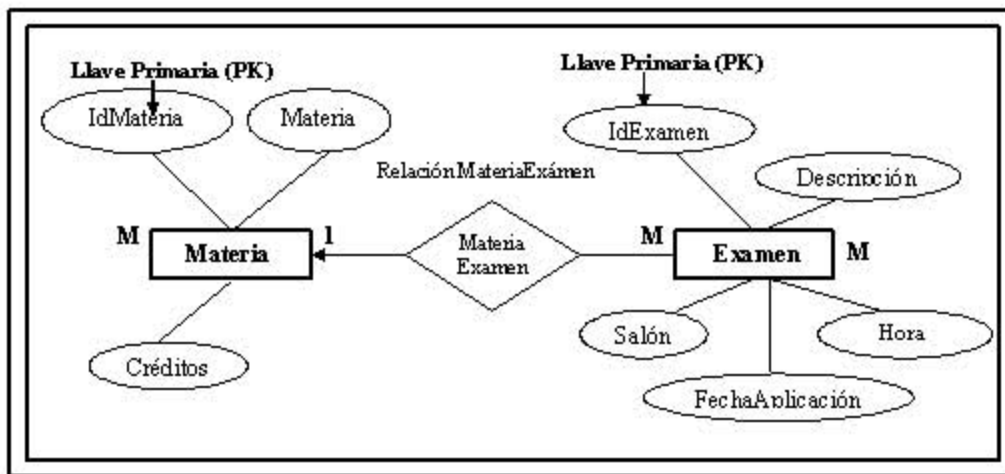 Llave Primaria (PK)
IdMateria
Materia
Llave Primaria (PK)
IdExamen
Descripción
RelaciónMateriaExámen
M
Materia
1
Materia
Examen
M
Examen
M
Créditos
Salón
Hora
FechaAplicación